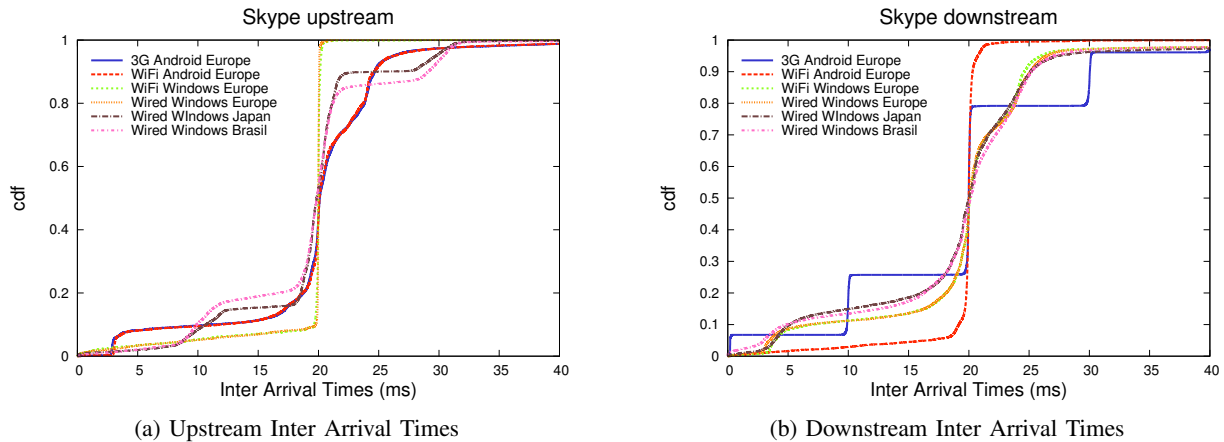 Skype upstream
1
0.8
0.6
0.4
0.2
0
cdf
3G Android Europe
WiFi Android Europe
WiFi Windows Europe
Wired Windows Europe
Wired WIndows Japan
Wired Windows Brasil
0 5 10 15 20 25 30 35 40
Inter Arrival Times (ms)
(a) Upstream Inter Arrival Times
Skype downstream
1
0.9
0.8
0.7
0.6
0.5
0.4
0.3
0.2
0.1
0
cdf
3G Android Europe
WiFi Android Europe
WiFi Windows Europe
Wired Windows Europe
Wired WIndows Japan
Wired Windows Brasil
0 5 10 15 20 25 30 35 40
Inter Arrival Times (ms)
(b) Downstream Inter Arrival Times